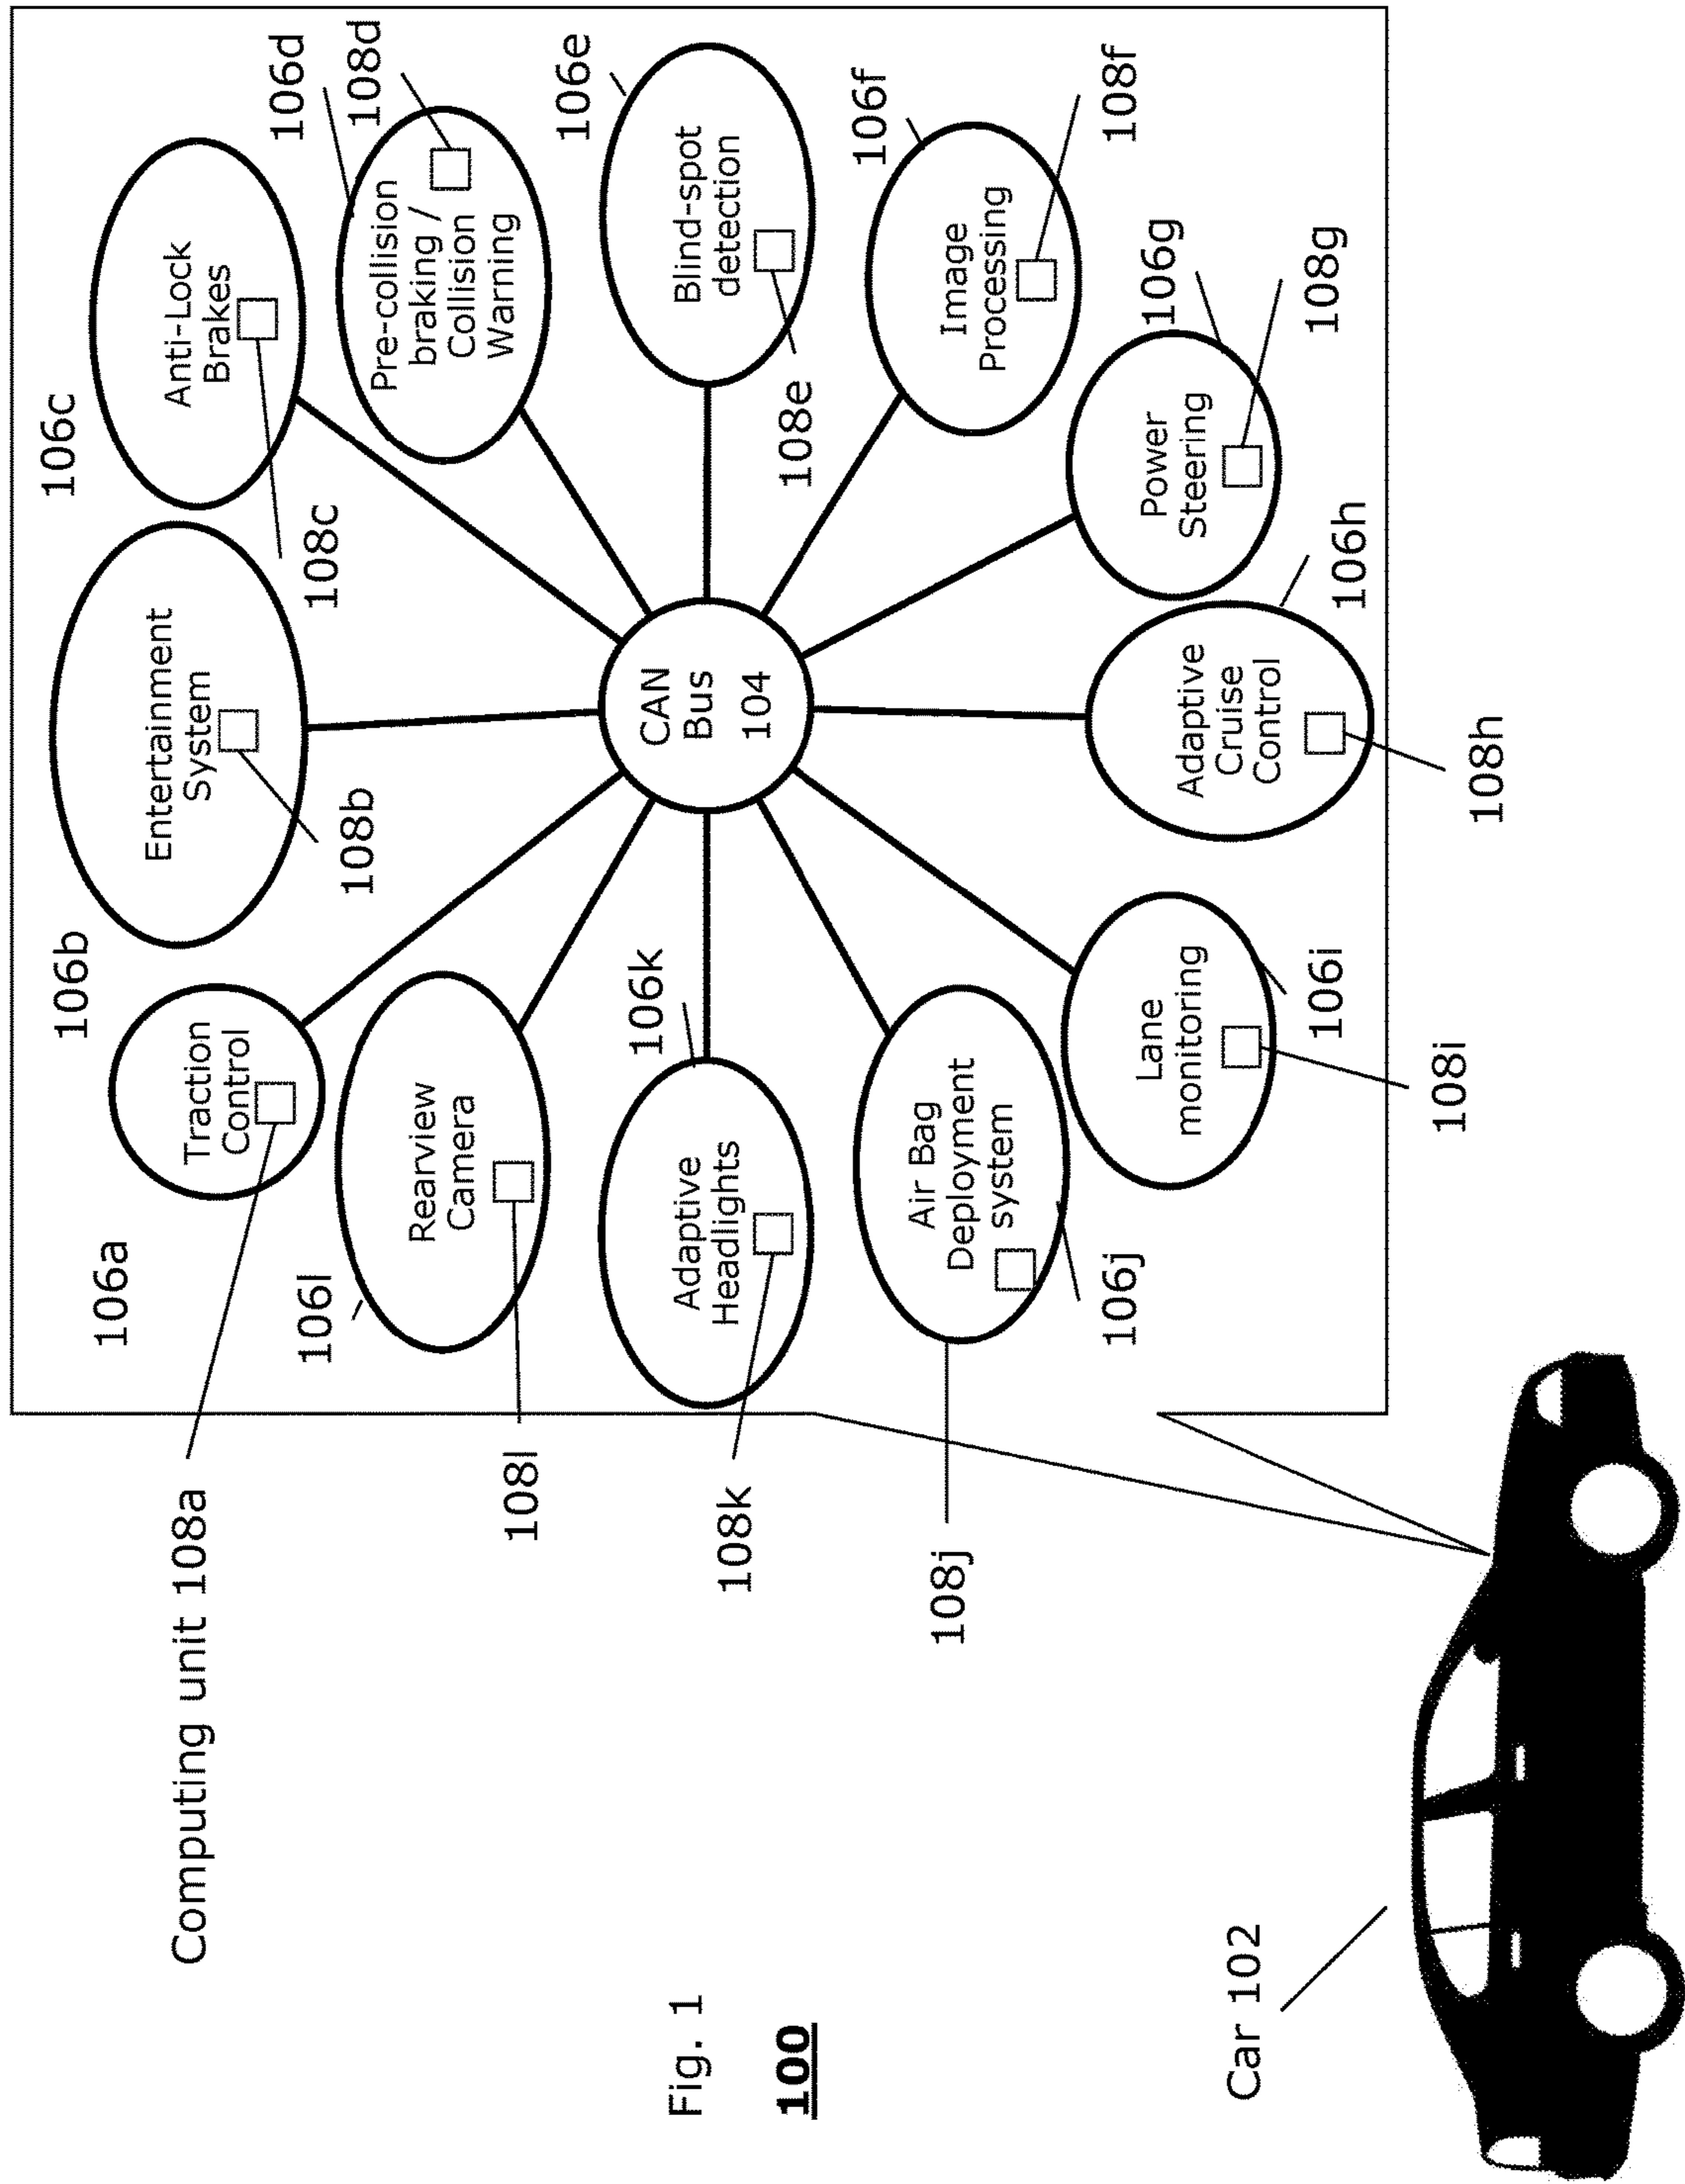 Fig. 1
100
Car 102
Computing unit 108a
106a
Traction
Control
106b
Entertainment
System
108b
106c
Anti-Lock
Brakes
108c
106d
108d
Pre-collision
braking /
Collision
Warning
106e
Blind-spot
detection
108e
106f
Image
Processing
108f
106g
Power
Steering
108g
106h
Adaptive
Cruise
Control
108h
106i
Lane
monitoring
108i
106j
Air Bag
Deployment
system
108j
106k
Adaptive
Headlights
108k
106l
Rearview
Camera
108l
CAN
Bus
104